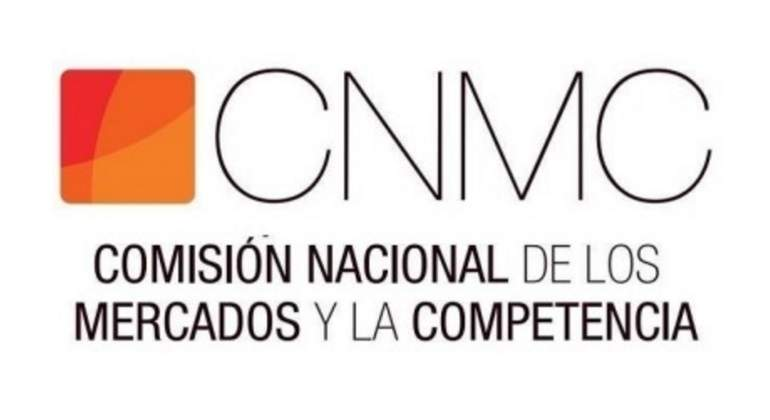 CNMC
COMISIÓN NACIONAL DE LOS
MERCADOS Y LA COMPETENCIA